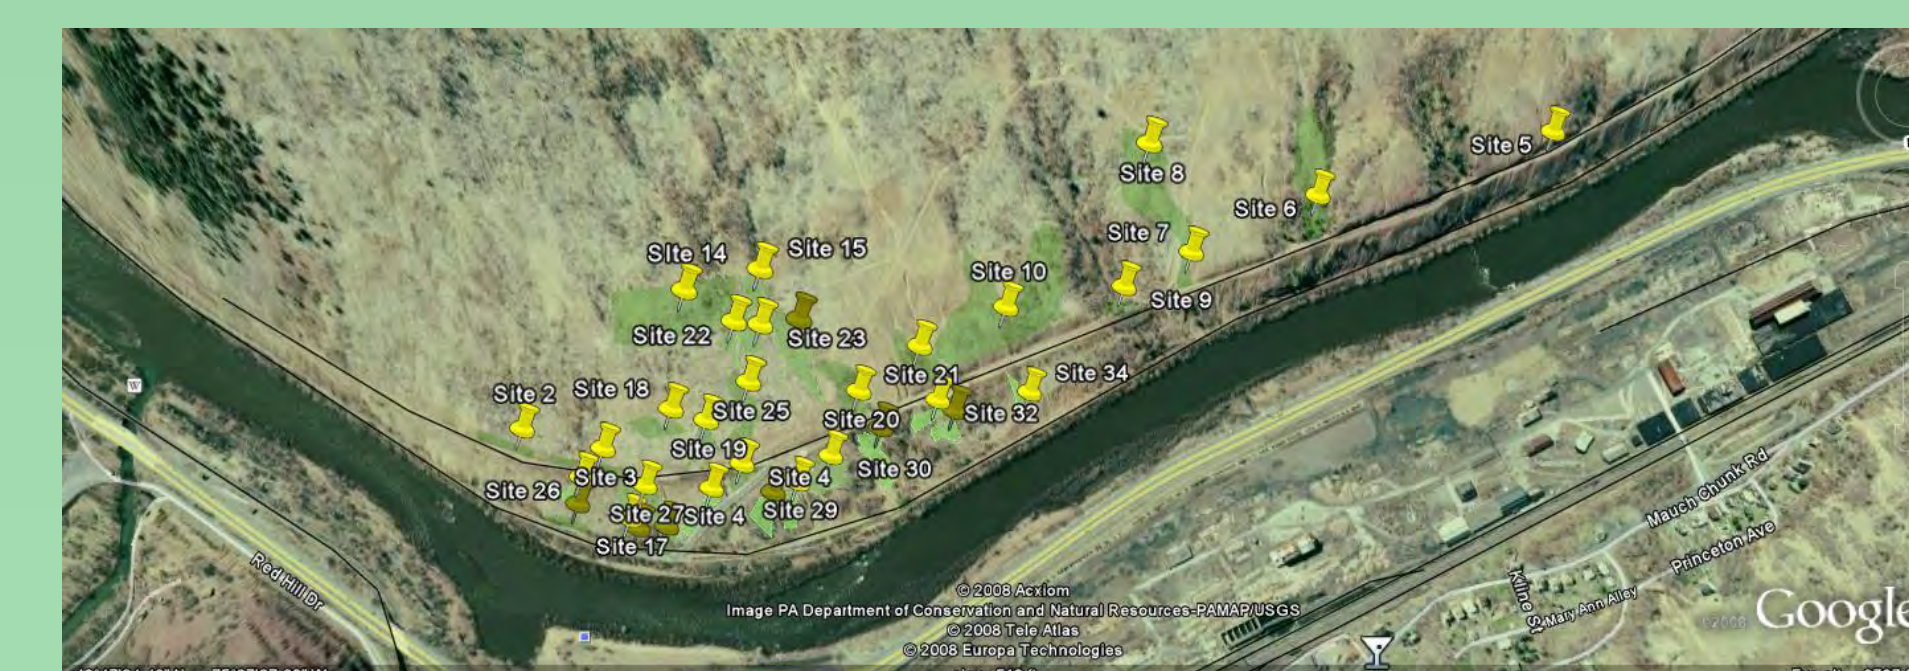 Site 5
Site 8
Site 6
Site 7
Site 14
Site 15
Site 10
Site 9
Site 22
Site 23
Site 21
Site 34
Site 2
Site 18
Site 25
Site 20
Site 32
Site 19
Site 3
Site 4
Site 30
Site 26
Site 27
Site 4
Site 29
Site 17
W
Red Hill Dr
Mauch Chunk Rd
Princeton Ave
Kline St
Mary Ann Alley
© 2008 Acxiom
Image PA Department of Conservation and Natural Resources-PAMAP/USGS
© 2008 Tele Atlas
© 2008 Europa Technologies
©2008 Google